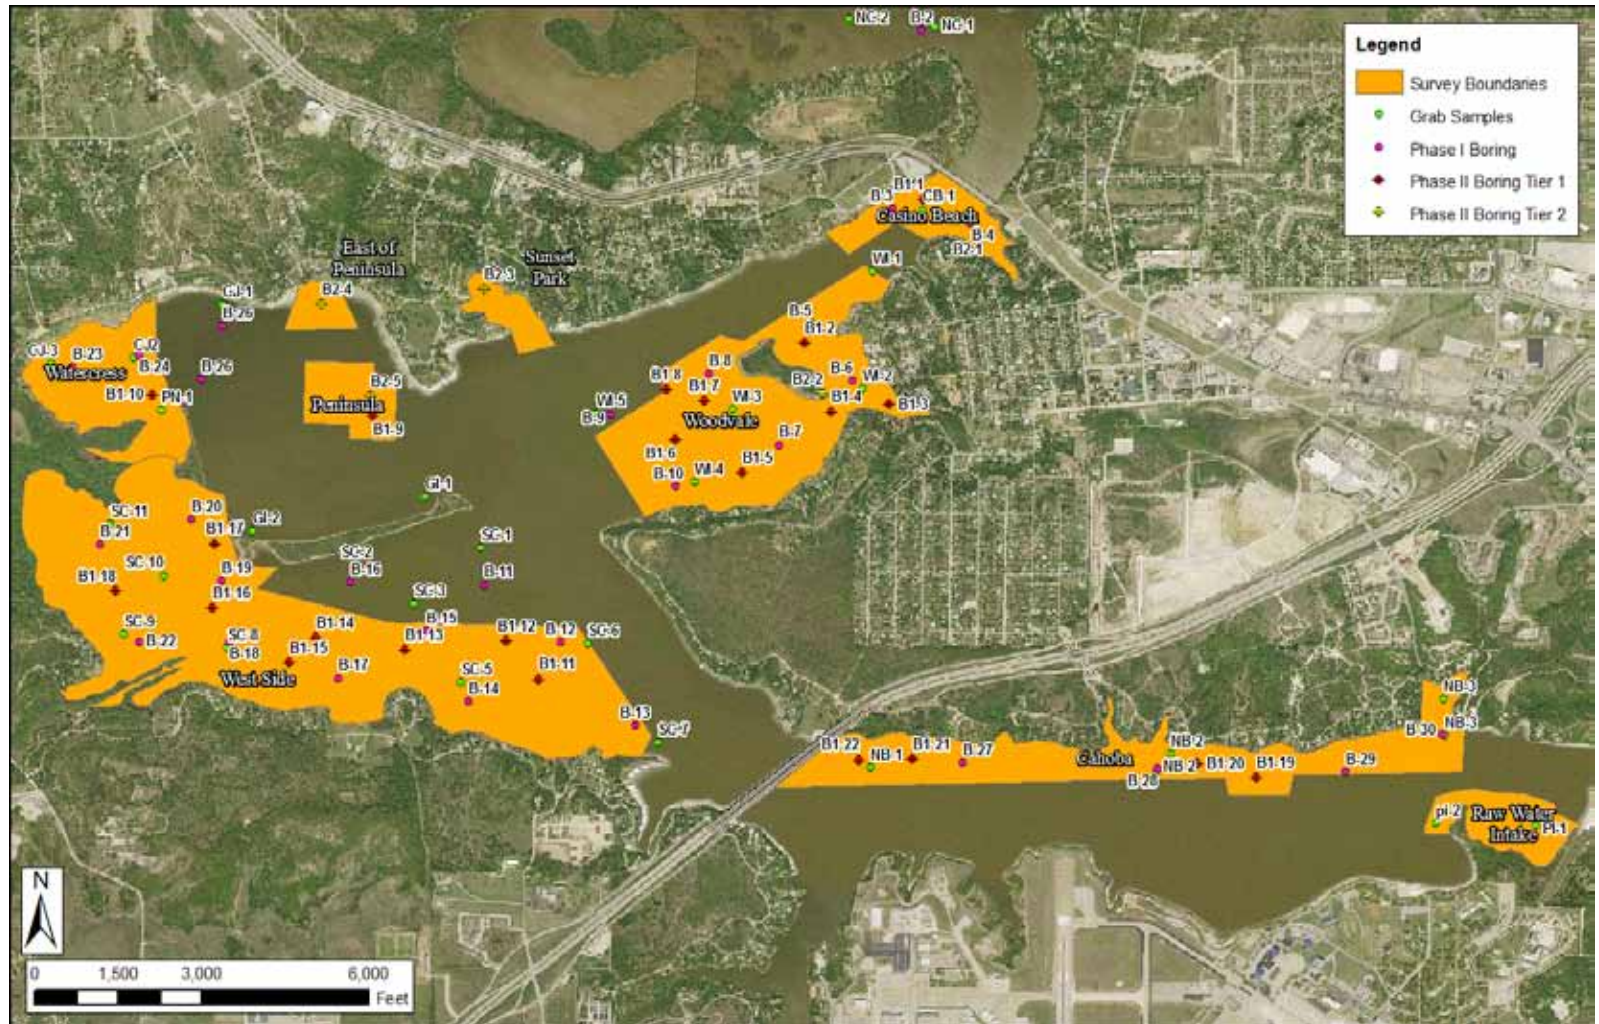 NG-2
B-2
NG-1
Legend
Survey Boundaries
Grab Samples
Phase I Boring
Phase II Boring Tier 1
Phase II Boring Tier 2
B1-1
B-3
CB-1
Casino Beach
B-4
B2-1
WI-1
East of
Peninsula
Sunset
Park
B2-3
B2-4
GJ-1
B-26
B-5
B1-2
GJ-3
B-23
CJ2
B-24
Watercress
B-26
B1-10
PN-1
B2-5
Peninsula
B1-9
B-8
B-6
B1-8
B1-7
B2-2
WI-2
WI-5
B-9
WI-3
B1-4
B1-3
Woodvale
B-7
B1-6
B1-5
B-10
WI-4
GI-1
SC-11
B-20
B-21
B1-17
GI-2
SG-1
SC-10
SG-2
B-16
B-11
B1-18
B-19
B1-16
SG-3
SC-9
B-22
SC-8
B-18
B1-14
B-15
B1-13
B1-12
B-12
SG-6
B1-15
B-17
West Side
SC-5
B-14
B1-11
B-13
SG-7
NB-3
B-30
NB-3
B1-22
NB-1
B1-21
B-27
Cahoba
NB-2
B-28
NB-2
B1-20
B1-19
B-29
pi-2
Raw Water
Intake
PI-1
N
0
1,500
3,000
6,000
Feet